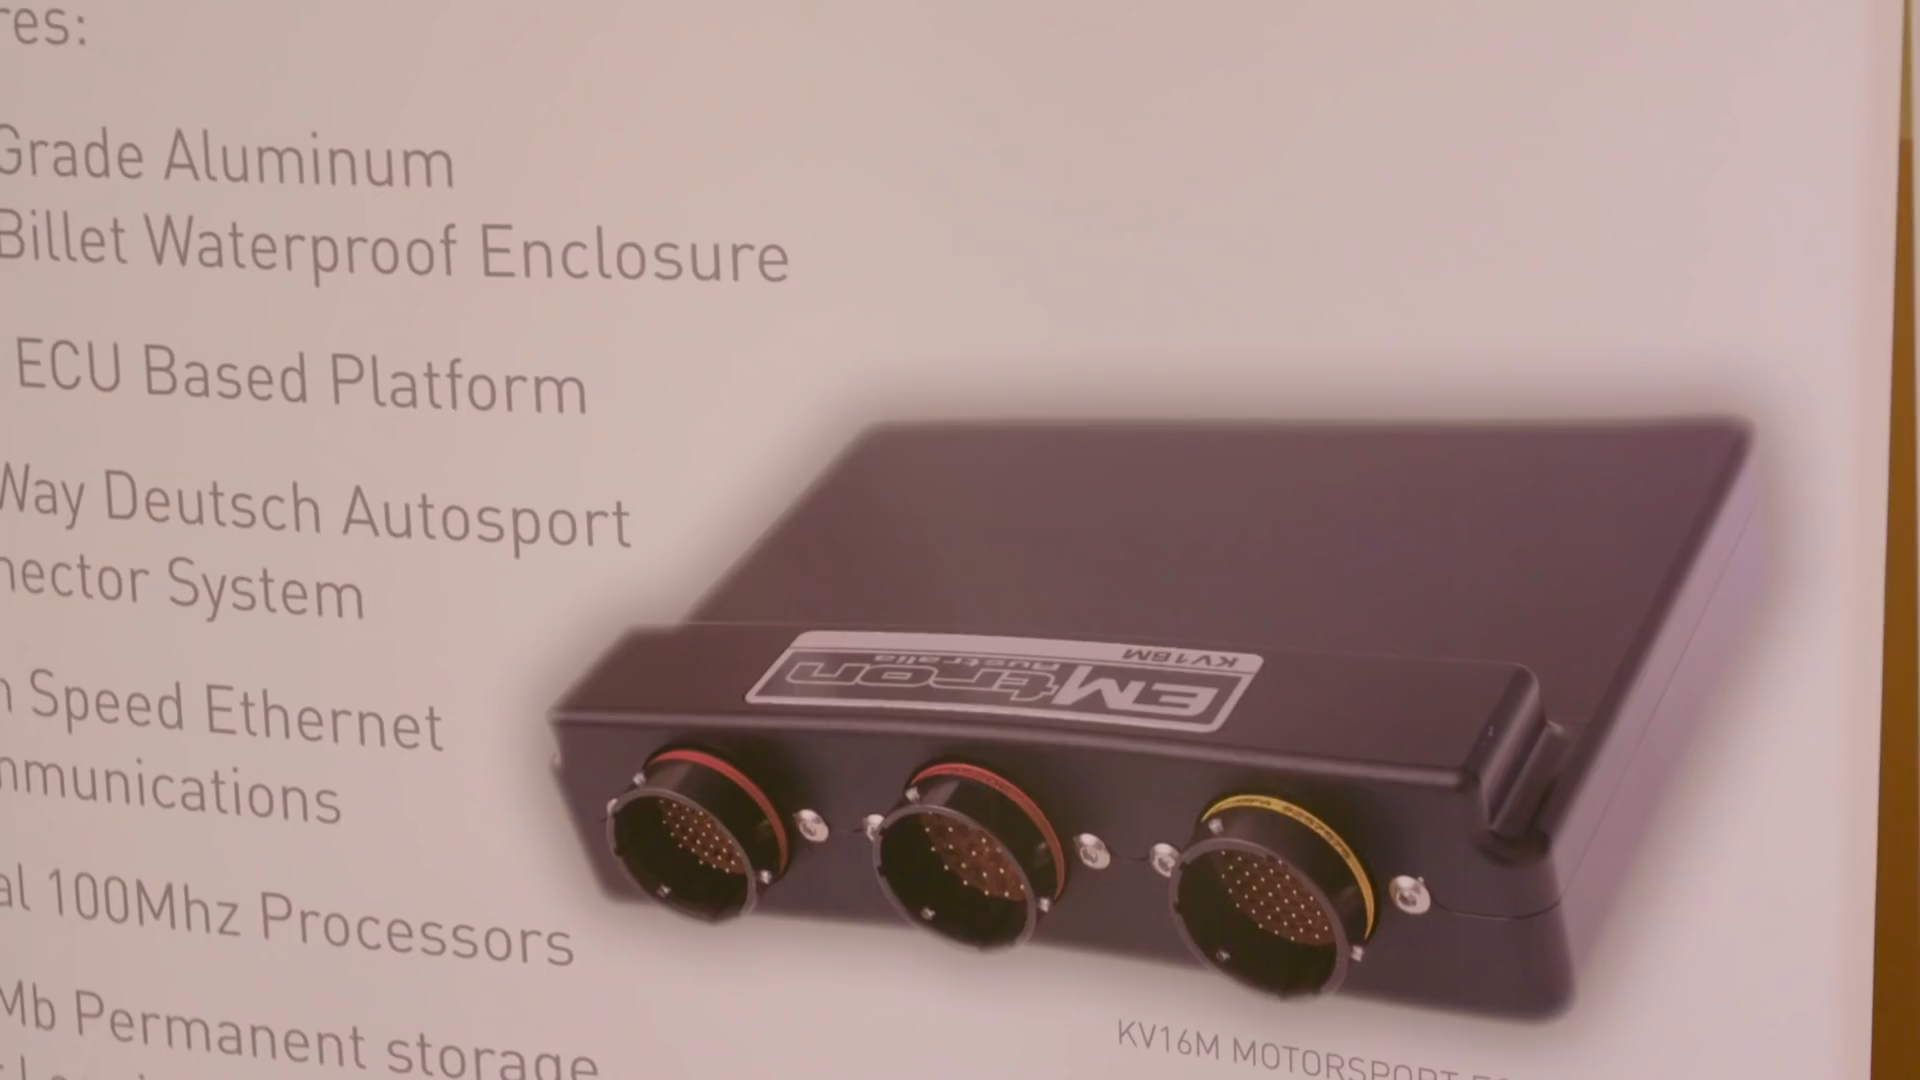 res:
Grade Aluminum
Billet Waterproof Enclosure
ECU Based Platform
Way Deutsch Autosport
nector System
Speed Ethernet
mmunications
al 100Mhz Processors
Mb Permanent storage
KV16M
EMtron
Australia
KV16M MOTORSPORT